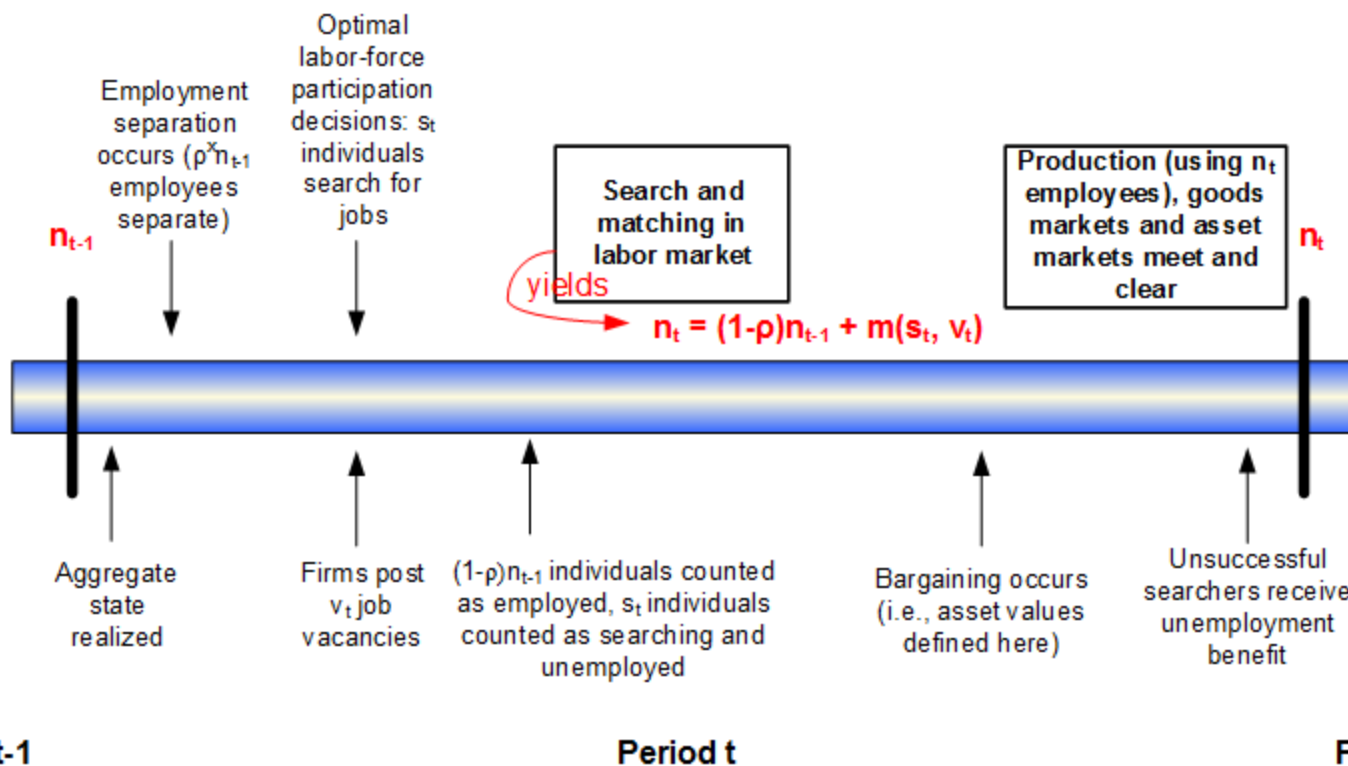 Optimal
labor-force
participation
decisions: sₜ
individuals
search for
jobs
Employment
separation
occurs (ρˣnₜ₋₁
employees
separate)
Search and
matching in
labor market
Production (using nₜ
employees), goods
markets and asset
markets meet and
clear
nₜ₋₁
nₜ
yields
nₜ = (1-ρ)nₜ₋₁ + m(sₜ, vₜ)
Aggregate
state
realized
Firms post
vₜ job
vacancies
(1-ρ)nₜ₋₁ individuals counted
as employed, sₜ individuals
counted as searching and
unemployed
Bargaining occurs
(i.e., asset values
defined here)
Unsuccessful
searchers receive
unemployment
benefit
t-1
Period t